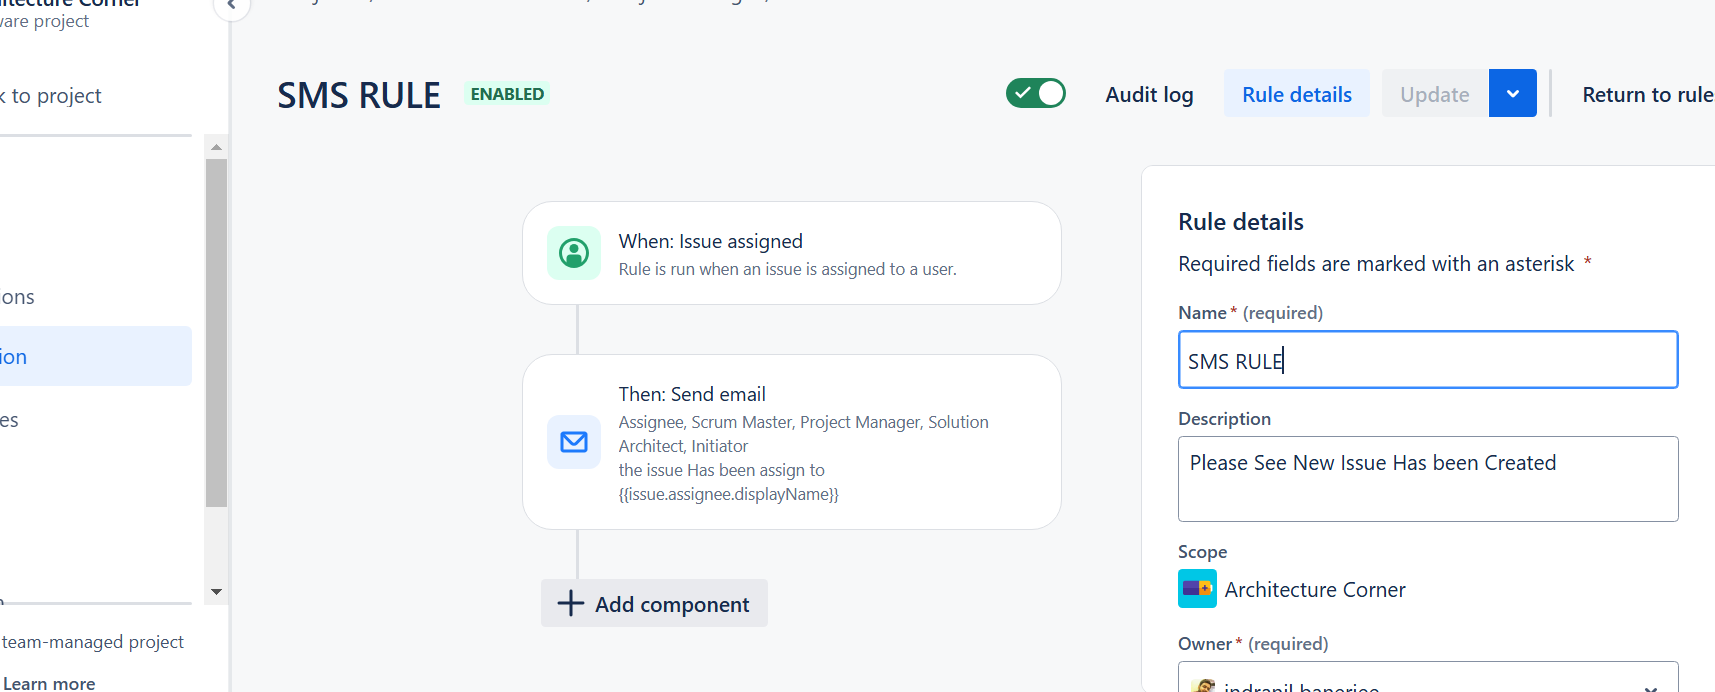 ware project
k to project
ions
ion
es
team-managed project
Learn more
SMS RULE
ENABLED
Audit log
Rule details
Update
Return to rule
When: Issue assigned
Rule is run when an issue is assigned to a user.
Then: Send email
Assignee, Scrum Master, Project Manager, Solution
Architect, Initiator
the issue Has been assign to
{{issue.assignee.displayName}}
Add component
Rule details
Required fields are marked with an asterisk *
Name * (required)
SMS RULE
Description
Please See New Issue Has been Created
Scope
Architecture Corner
Owner * (required)
indranil banerjee